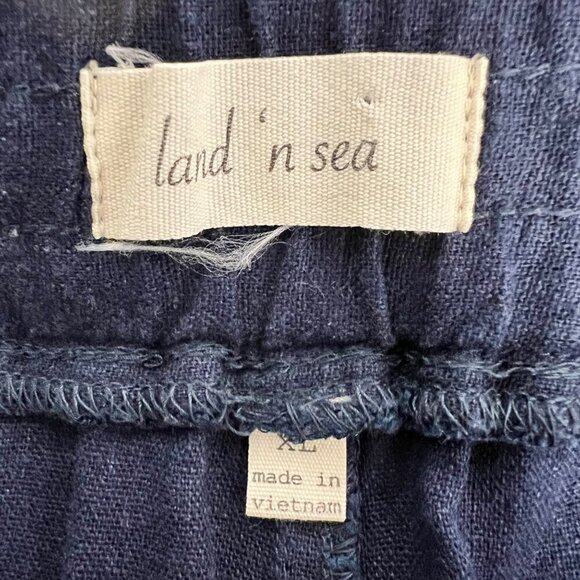 land 'n sea
XL
made in
vietnam